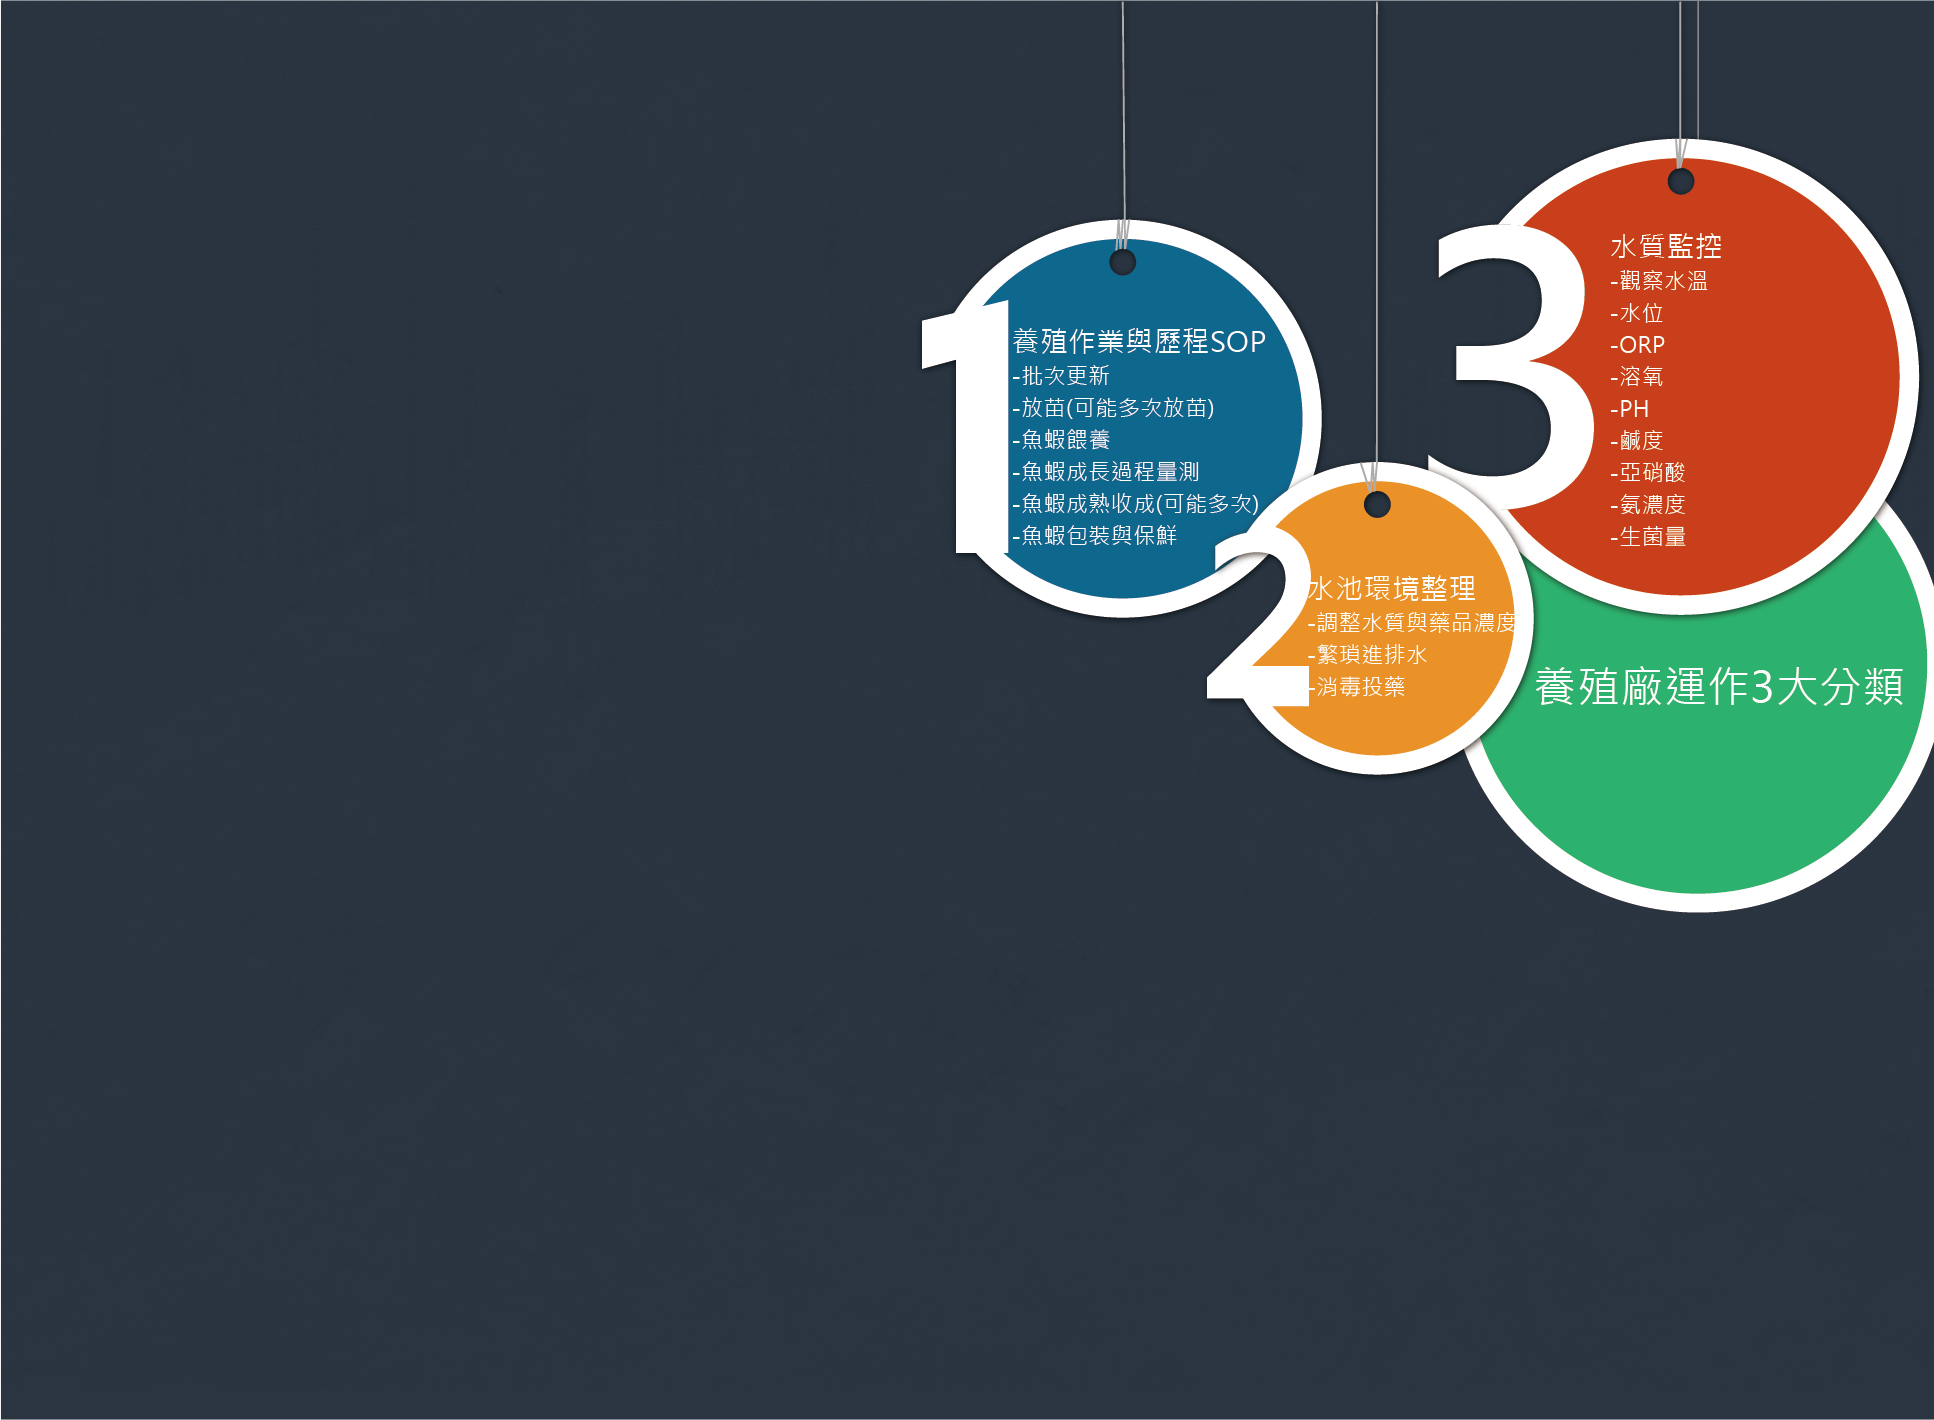 1
養殖作業與歷程SOP
-批次更新
-放苗(可能多次放苗)
-魚蝦餵養
-魚蝦成長過程量測
-魚蝦成熟收成(可能多次)
-魚蝦包裝與保鮮
2
水池環境整理
-調整水質與藥品濃度
-繁瑣進排水
-消毒投藥
3
水質監控
-觀察水溫
-水位
-ORP
-溶氧
-PH
-鹹度
-亞硝酸
-氨濃度
-生菌量
養殖廠運作3大分類